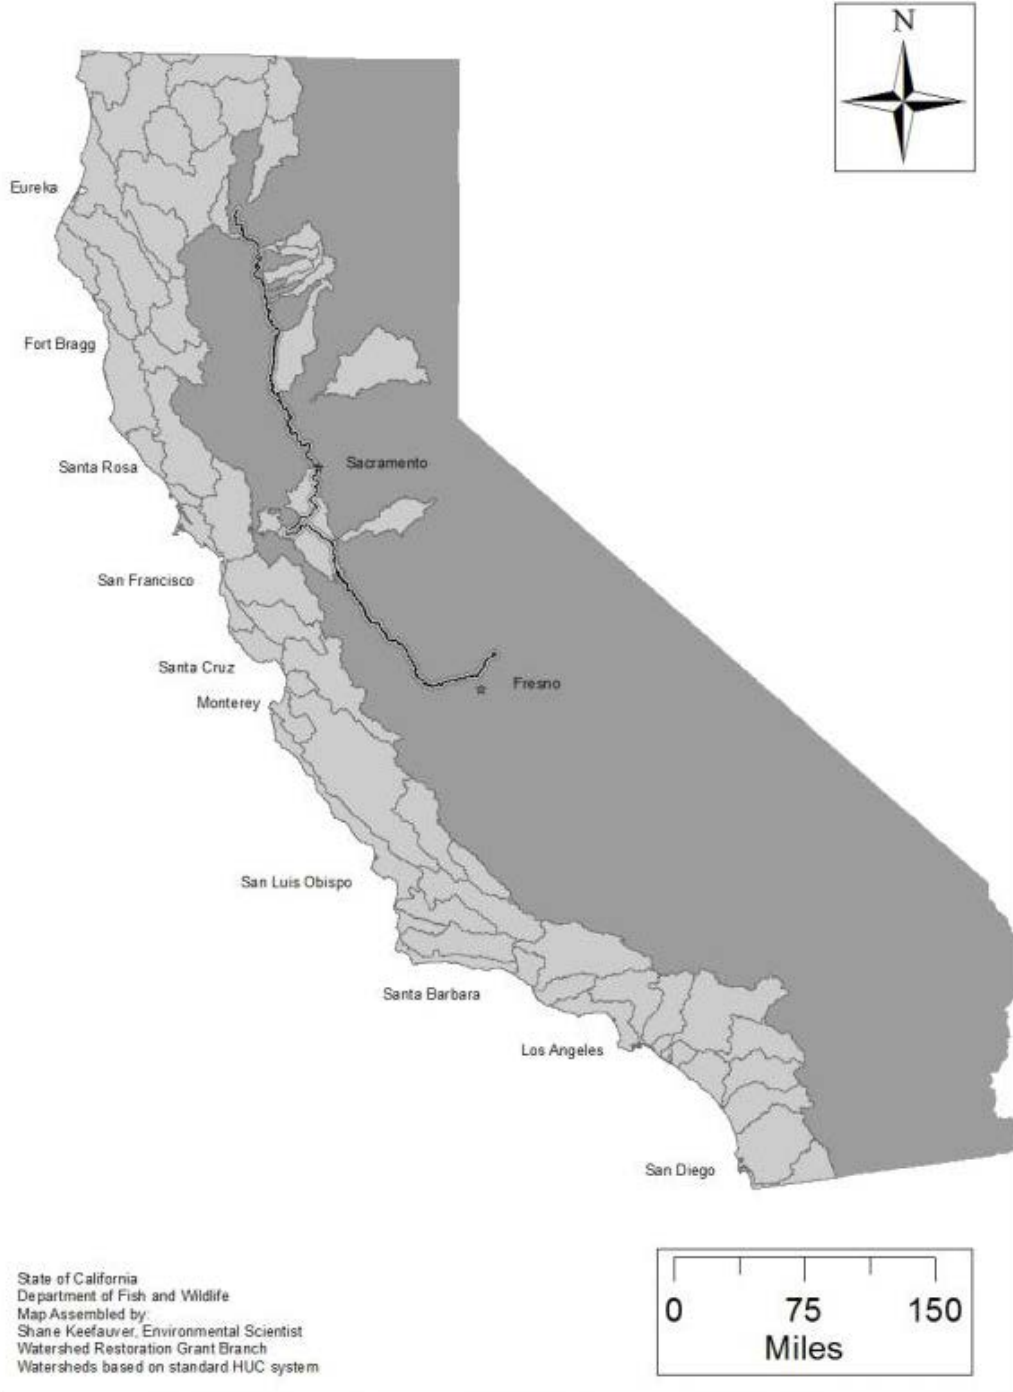 N
Eureka
Fort Bragg
Santa Rosa
Sacramento
San Francisco
Santa Cruz
Fresno
Monterey
San Luis Obispo
Santa Barbara
Los Angeles
San Diego
State of California
Department of Fish and Wildlife
Map Assembled by:
Shane Keefauver, Environmental Scientist
Watershed Restoration Grant Branch
Watersheds based on standard HUC system
0 75 150
Miles